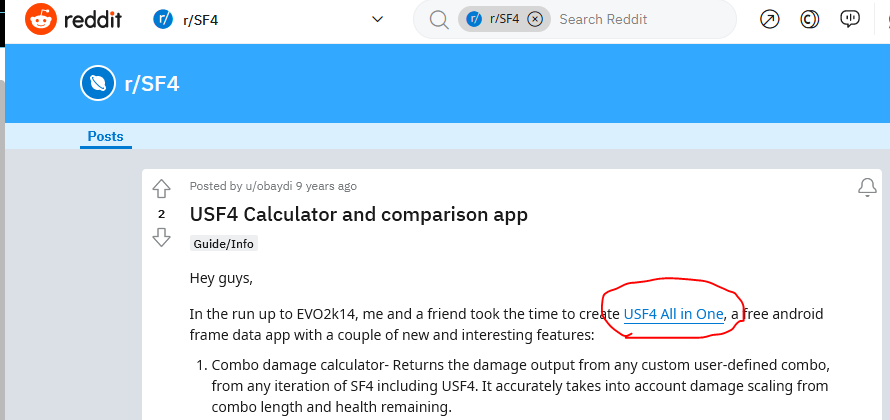 reddit r/SF4 r/SF4 Search Reddit
r/SF4
Posts
Posted by u/obaydi 9 years ago
2 USF4 Calculator and comparison app
Guide/Info
Hey guys,
In the run up to EVO2k14, me and a friend took the time to create USF4 All in One, a free android
frame data app with a couple of new and interesting features:
1. Combo damage calculator- Returns the damage output from any custom user-defined combo,
from any iteration of SF4 including USF4. It accurately takes into account damage scaling from
combo length and health remaining.